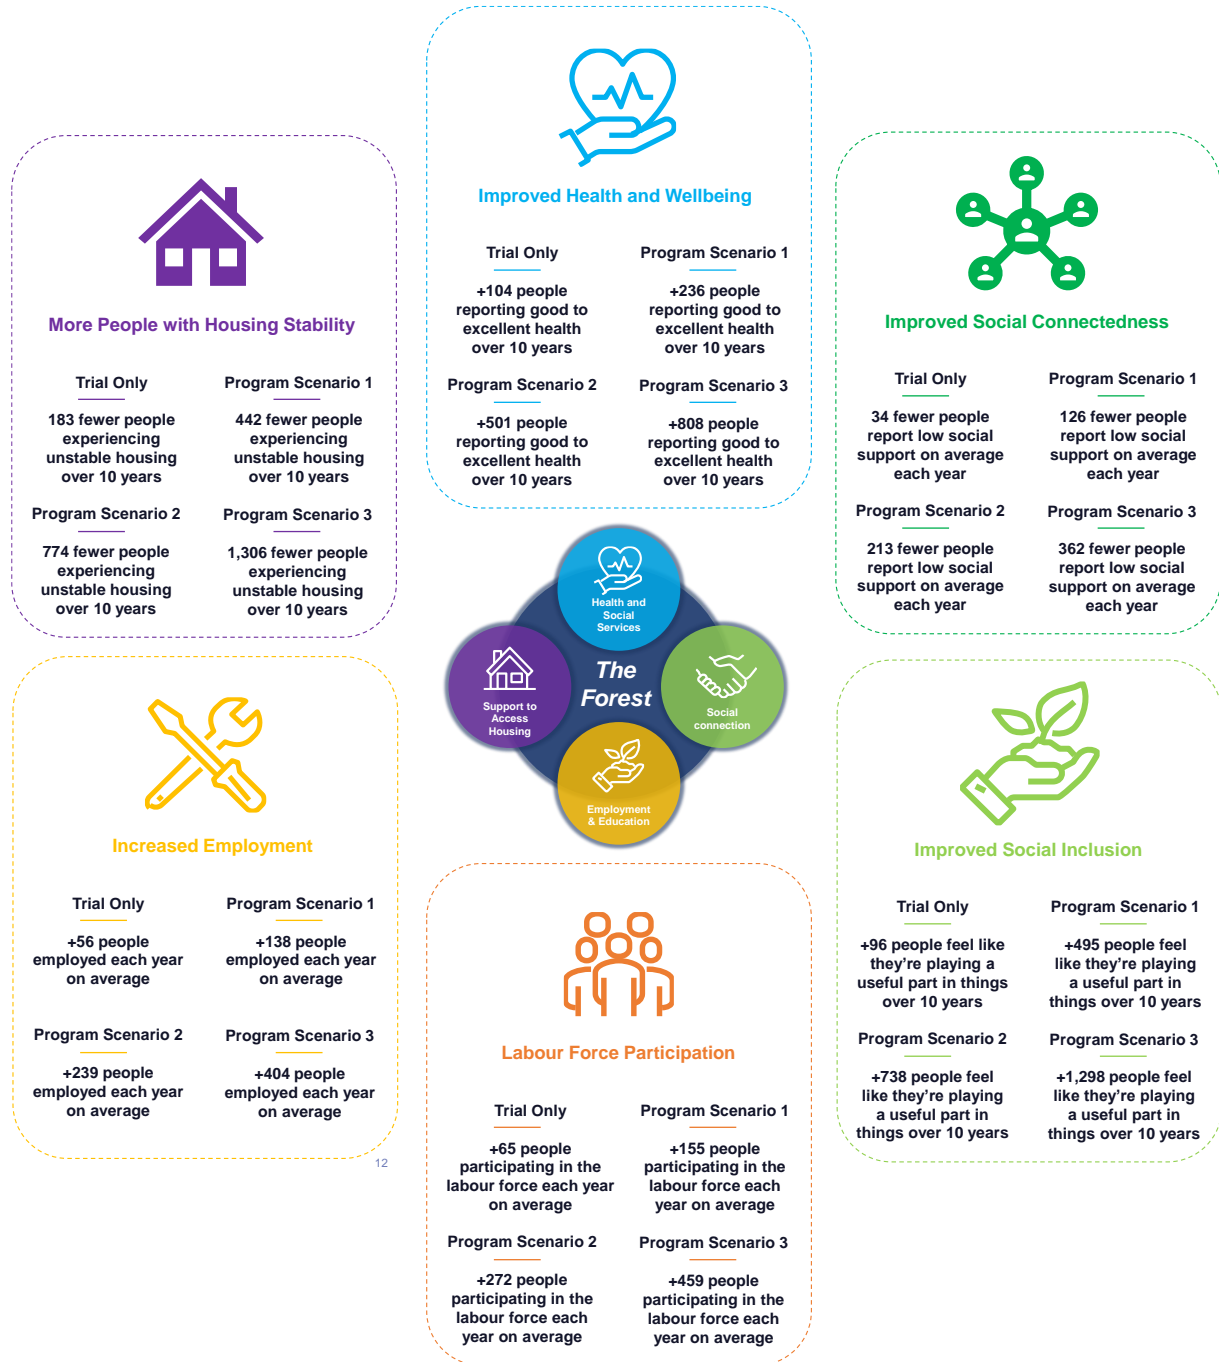 Improved Health and Wellbeing
Trial Only
+104 people
reporting good to
excellent health
over 10 years
Program Scenario 1
+236 people
reporting good to
excellent health
over 10 years
Program Scenario 2
+501 people
reporting good to
excellent health
over 10 years
Program Scenario 3
+808 people
reporting good to
excellent health
over 10 years
More People with Housing Stability
Trial Only
183 fewer people
experiencing
unstable housing
over 10 years
Program Scenario 1
442 fewer people
experiencing
unstable housing
over 10 years
Program Scenario 2
774 fewer people
experiencing
unstable housing
over 10 years
Program Scenario 3
1,306 fewer people
experiencing
unstable housing
over 10 years
Improved Social Connectedness
Trial Only
34 fewer people
report low social
support on average
each year
Program Scenario 1
126 fewer people
report low social
support on average
each year
Program Scenario 2
213 fewer people
report low social
support on average
each year
Program Scenario 3
362 fewer people
report low social
support on average
each year
Health and
Social
Services
The
Forest
Support to
Access
Housing
Social
connection
Employment
& Education
Increased Employment
Trial Only
+56 people
employed each year
on average
Program Scenario 1
+138 people
employed each year
on average
Program Scenario 2
+239 people
employed each year
on average
Program Scenario 3
+404 people
employed each year
on average
12
Labour Force Participation
Trial Only
+65 people
participating in the
labour force each year
on average
Program Scenario 1
+155 people
participating in the
labour force each
year on average
Program Scenario 2
+272 people
participating in the
labour force each
year on average
Program Scenario 3
+459 people
participating in the
labour force each
year on average
Improved Social Inclusion
Trial Only
+96 people feel like
they’re playing a
useful part in things
over 10 years
Program Scenario 1
+495 people feel
like they’re playing
a useful part in
things over 10 years
Program Scenario 2
+738 people feel
like they’re playing
a useful part in
things over 10 years
Program Scenario 3
+1,298 people feel
like they’re playing
a useful part in
things over 10 years